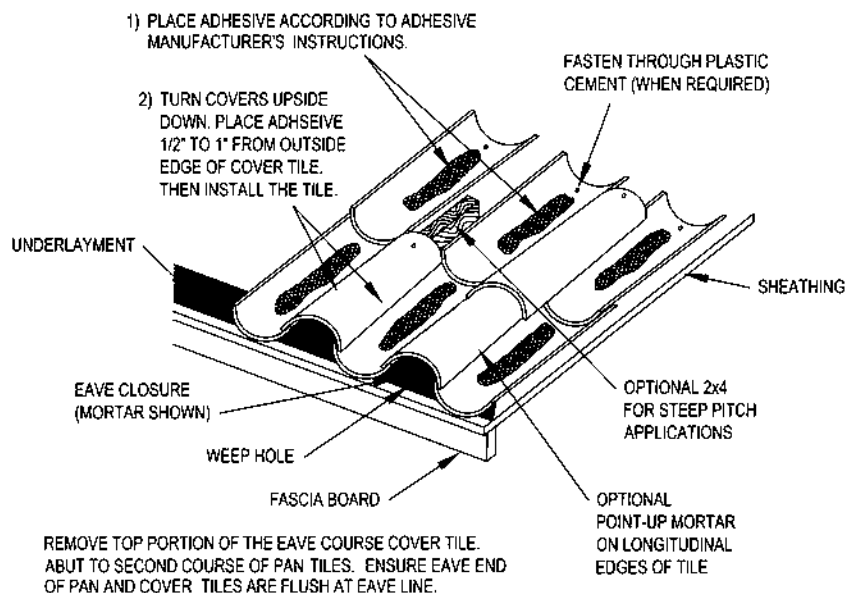 1) PLACE ADHESIVE ACCORDING TO ADHESIVE
MANUFACTURER'S INSTRUCTIONS.
FASTEN THROUGH PLASTIC
CEMENT (WHEN REQUIRED)
2) TURN COVERS UPSIDE
DOWN. PLACE ADHSEIVE
1/2" TO 1" FROM OUTSIDE
EDGE OF COVER TILE.
THEN INSTALL THE TILE.
UNDERLAYMENT
SHEATHING
EAVE CLOSURE
(MORTAR SHOWN)
OPTIONAL 2x4
FOR STEEP PITCH
APPLICATIONS
WEEP HOLE
FASCIA BOARD
OPTIONAL
POINT-UP MORTAR
ON LONGITUDINAL
EDGES OF TILE
REMOVE TOP PORTION OF THE EAVE COURSE COVER TILE.
ABUT TO SECOND COURSE OF PAN TILES. ENSURE EAVE END
OF PAN AND COVER TILES ARE FLUSH AT EAVE LINE.